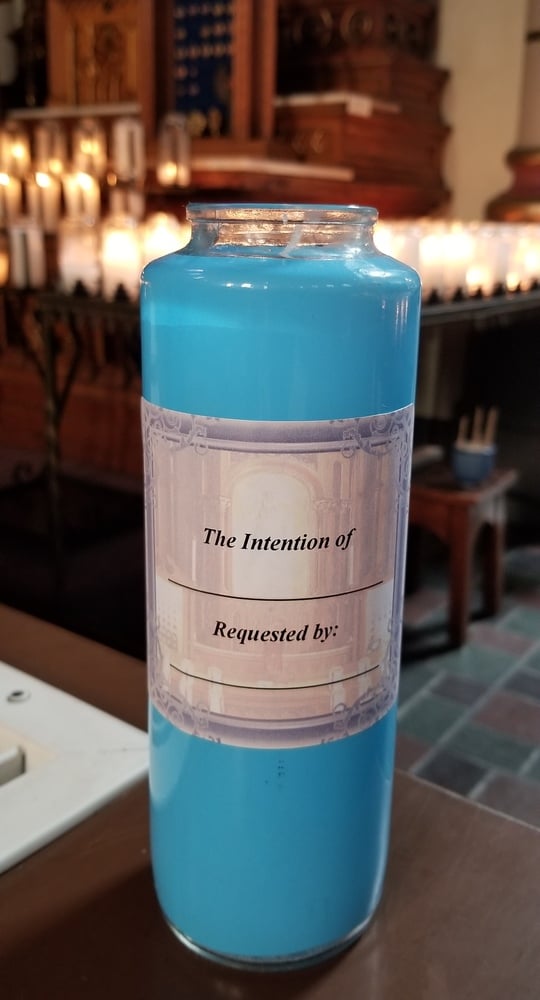 The Intention of
Requested by: